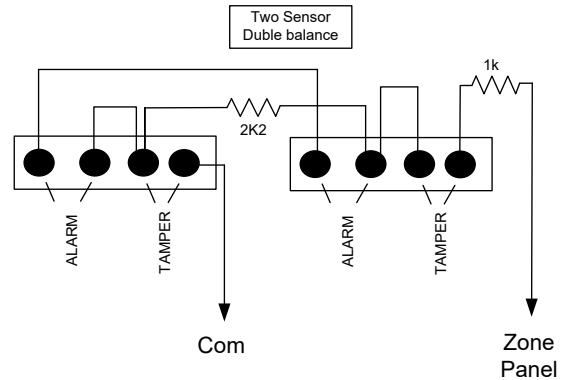 Two Sensor
Duble balance
1k
2K2
ALARM
TAMPER
ALARM
TAMPER
Com
Zone
Panel